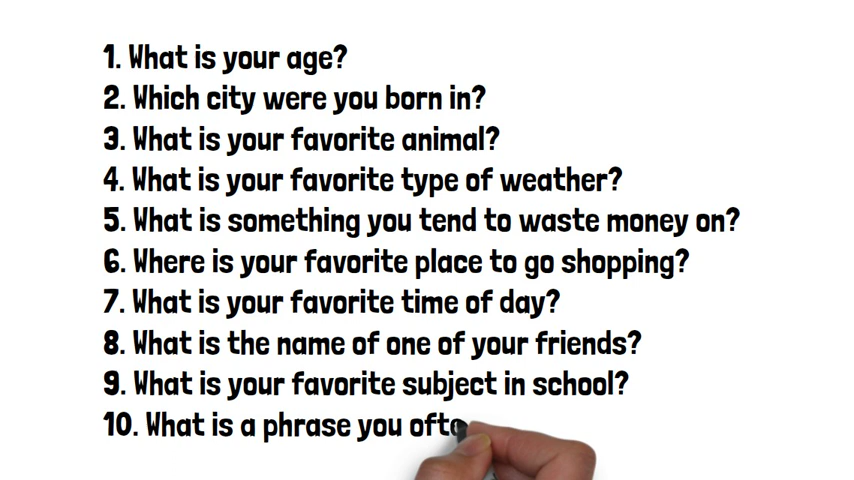 1. What is your age?
2. Which city were you born in?
3. What is your favorite animal?
4. What is your favorite type of weather?
5. What is something you tend to waste money on?
6. Where is your favorite place to go shopping?
7. What is your favorite time of day?
8. What is the name of one of your friends?
9. What is your favorite subject in school?
10. What is a phrase you